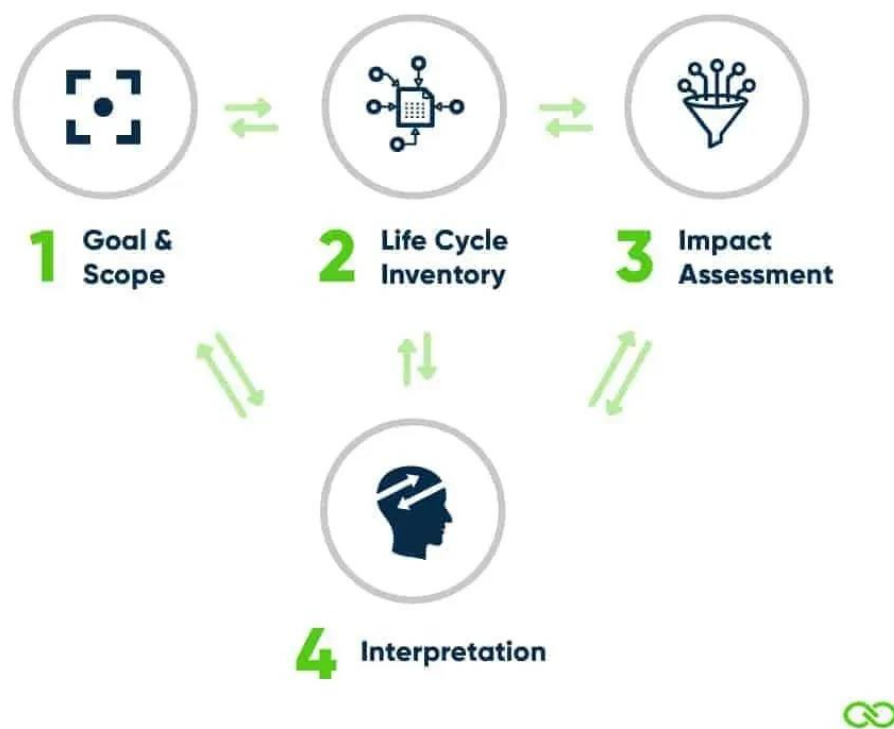 1 Goal &
Scope
2 Life Cycle
Inventory
3 Impact
Assessment
4 Interpretation